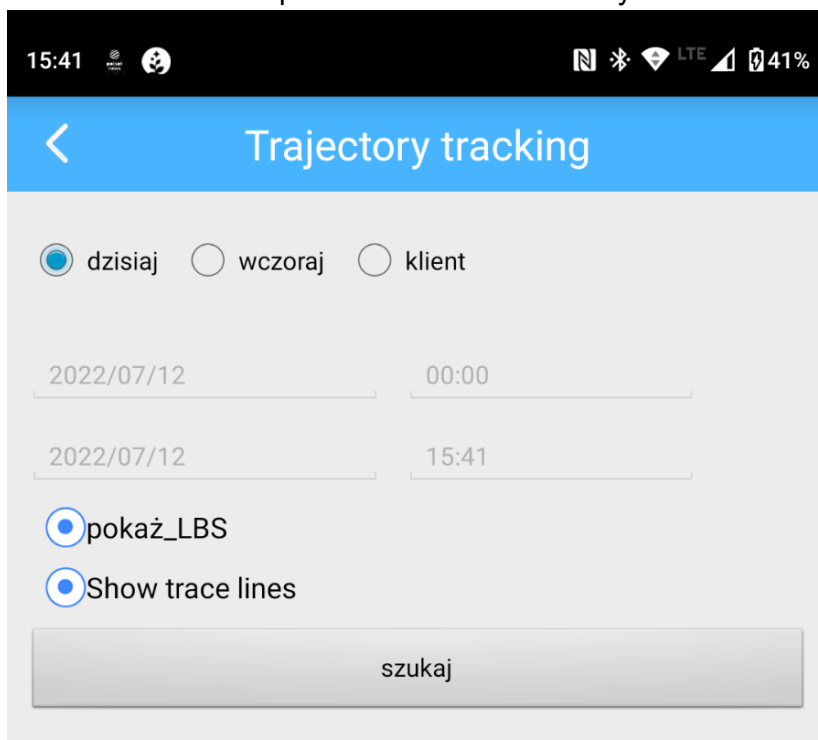 15:41 LTE 41%
Trajectory tracking
dzisiaj wczoraj klient
2022/07/12 00:00
2022/07/12 15:41
pokaż_LBS
Show trace lines
szukaj